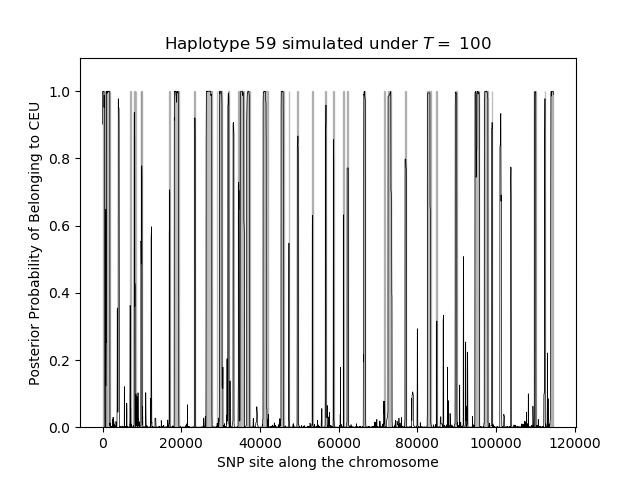 Haplotype 59 simulated under T = 100
Posterior Probability of Belonging to CEU
1.0
0.8
0.6
0.4
0.2
0.0
0 20000 40000 60000 80000 100000 120000
SNP site along the chromosome